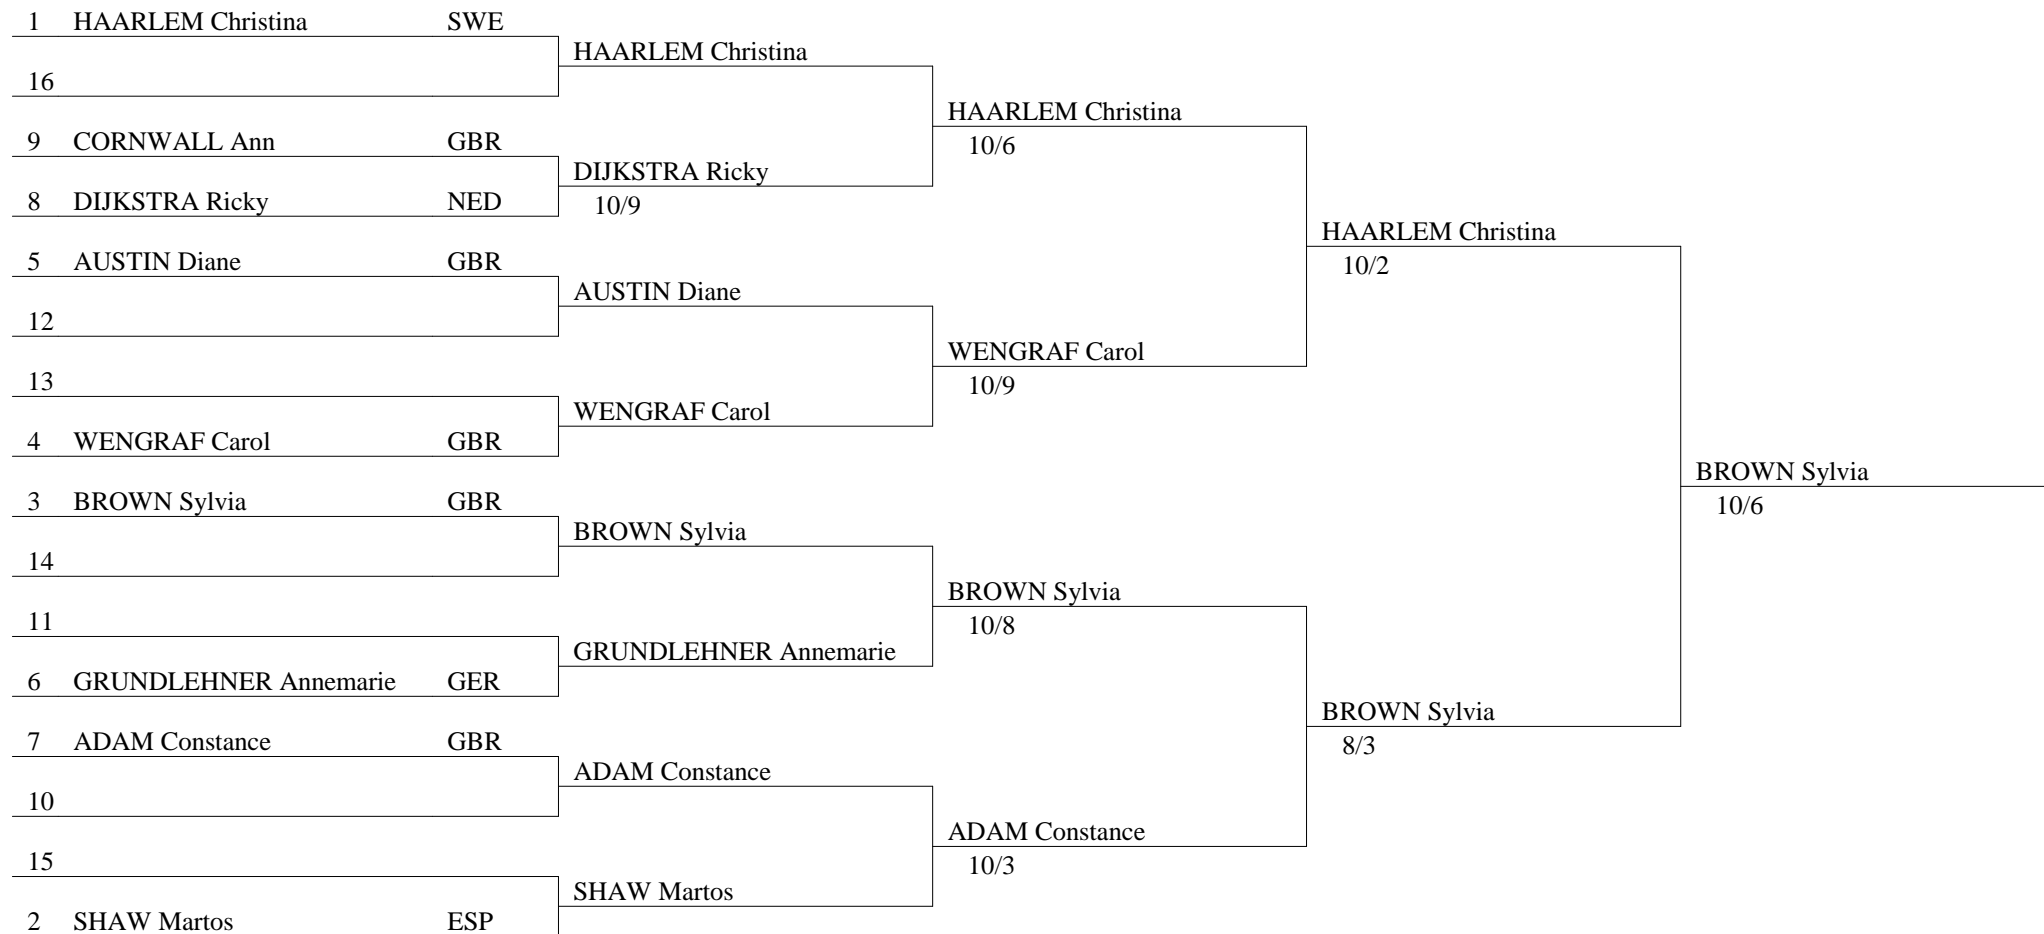 1 HAARLEM Christina SWE
HAARLEM Christina
16
HAARLEM Christina
10/6
9 CORNWALL Ann GBR
DIJKSTRA Ricky
10/9
8 DIJKSTRA Ricky NED
HAARLEM Christina
10/2
5 AUSTIN Diane GBR
AUSTIN Diane
12
WENGRAF Carol
10/9
13
WENGRAF Carol
4 WENGRAF Carol GBR
BROWN Sylvia
10/6
3 BROWN Sylvia GBR
BROWN Sylvia
14
BROWN Sylvia
10/8
11
GRUNDLEHNER Annemarie
6 GRUNDLEHNER Annemarie GER
BROWN Sylvia
8/3
7 ADAM Constance GBR
ADAM Constance
10
ADAM Constance
10/3
15
SHAW Martos
2 SHAW Martos ESP